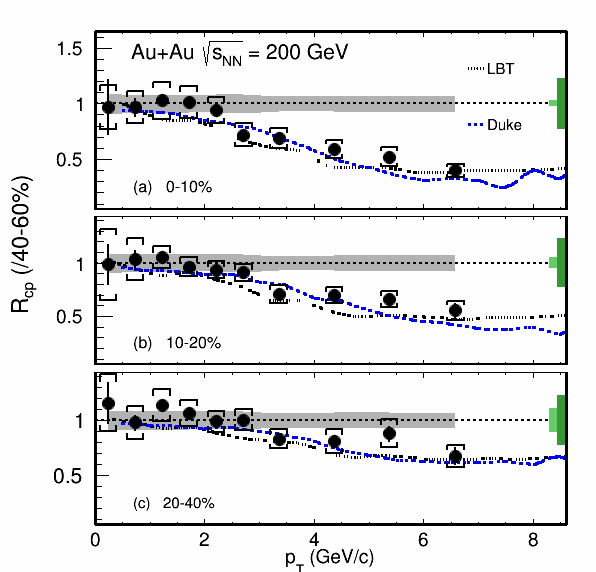 Au+Au √sNN = 200 GeV
LBT
Duke
1.5
1
0.5
(a) 0-10%
1
0.5
(b) 10-20%
1
0.5
(c) 20-40%
Rcp (/40-60%)
0 2 4 6 8
pT (GeV/c)